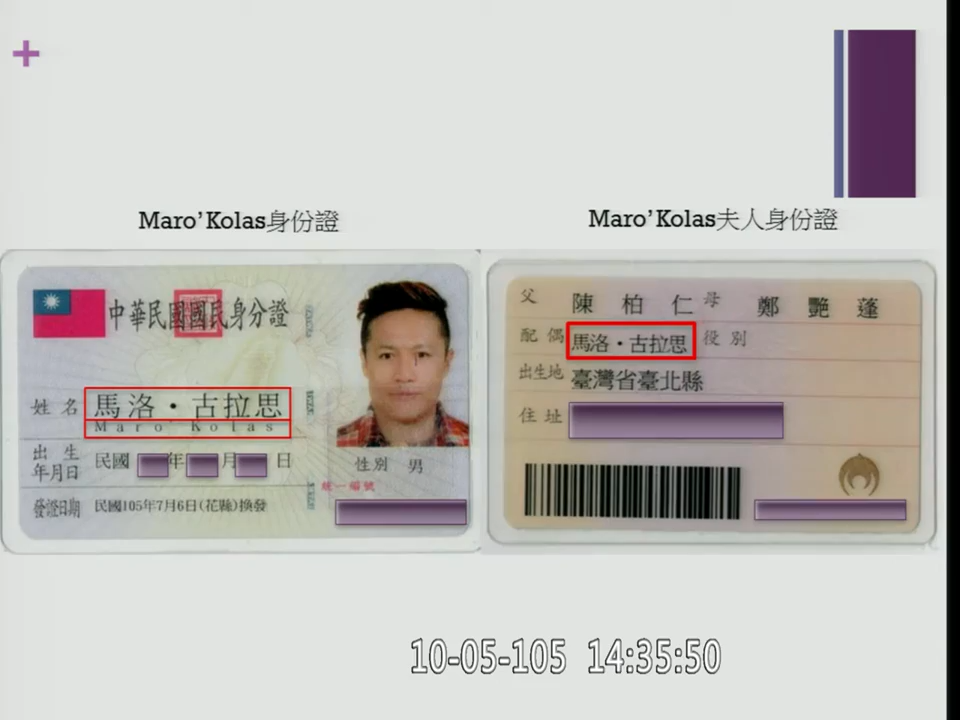 +
Maro’Kolas身份證
Maro’Kolas夫人身份證
中華民國國民身分證
姓名 馬洛·古拉思
Maro' Kolas
出生年月日 民國 年 月 日
性別 男
統一編號
發證日期 民國105年7月6日(花縣)換發
父 陳柏仁 母 鄭艷蓬
配偶 馬洛·古拉思 役別
出生地 臺灣省臺北縣
住址
10-05-105 14:35:50